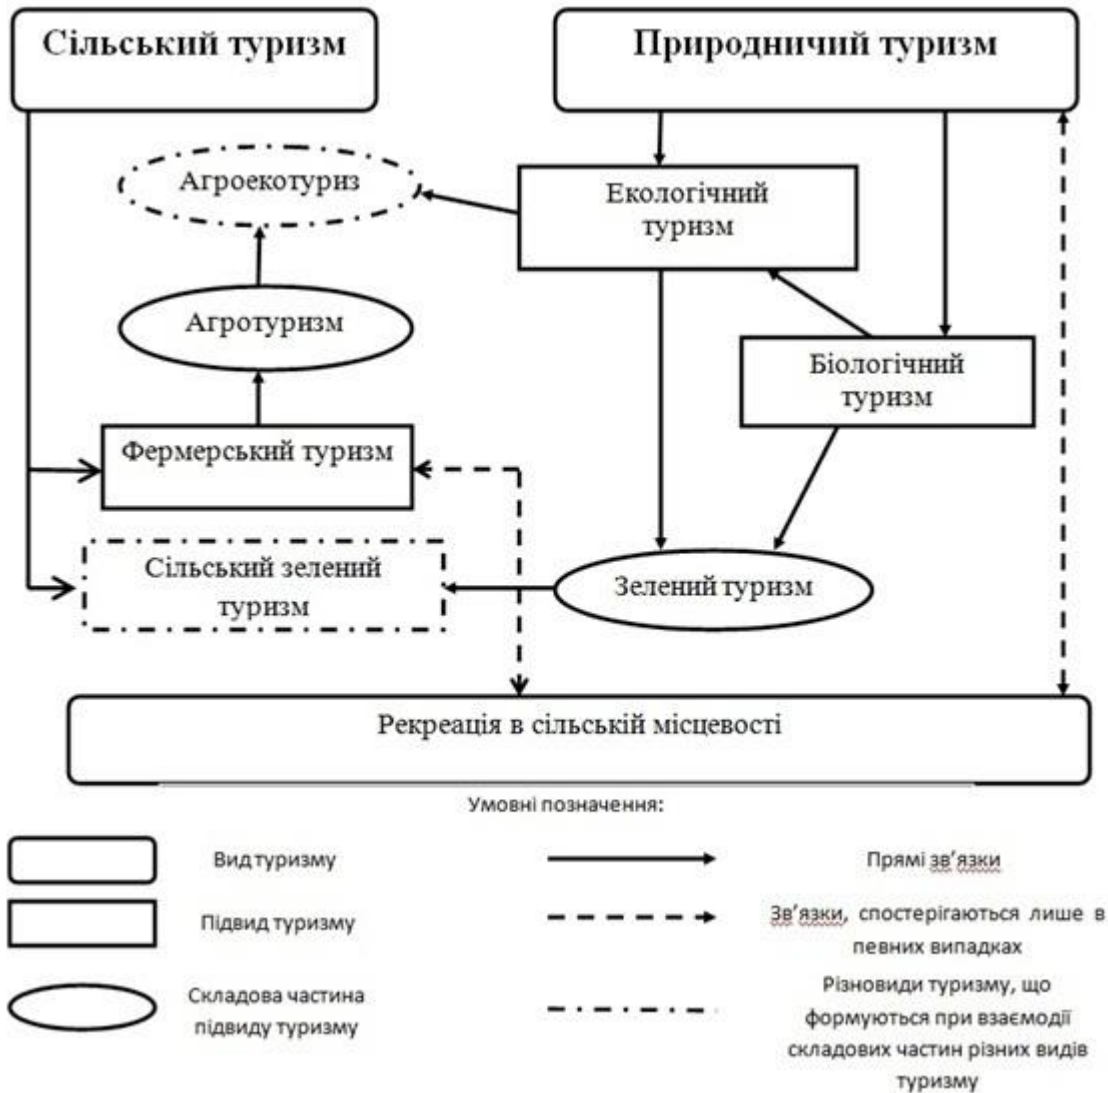 Сільський туризм
Природничий туризм
Агроекотуриз
Екологічний
туризм
Агротуризм
Біологічний
туризм
Фермерський туризм
Сільський зелений
туризм
Зелений туризм
Рекреація в сільській місцевості
Умовні позначення:
Вид туризму
Прямі зв’язки
Підвид туризму
Зв’язки, спостерігаються лише в
певних випадках
Складова частина
підвиду туризму
Різновиди туризму, що
формуються при взаємодії
складових частин різних видів
туризму